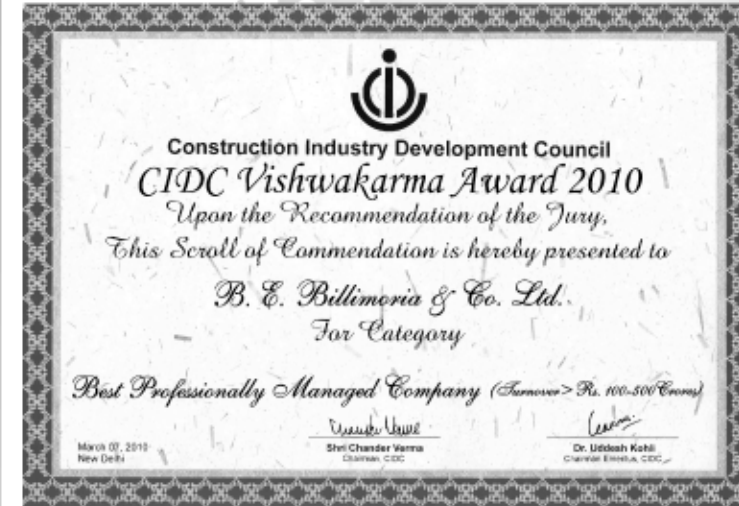 Construction Industry Development Council
CIDC Vishwakarma Award 2010
Upon the Recommendation of the Jury,
This Scroll of Commendation is hereby presented to
B. E. Billimoria & Co. Ltd.
For Category
Best Professionally Managed Company (Turnover> Rs. 100-500 Crores)
March 07, 2010
New Delhi
Shri Chander Verma
Chairman, CIDC
Dr. Uddesh Kohli
Chairman Emeritus, CIDC